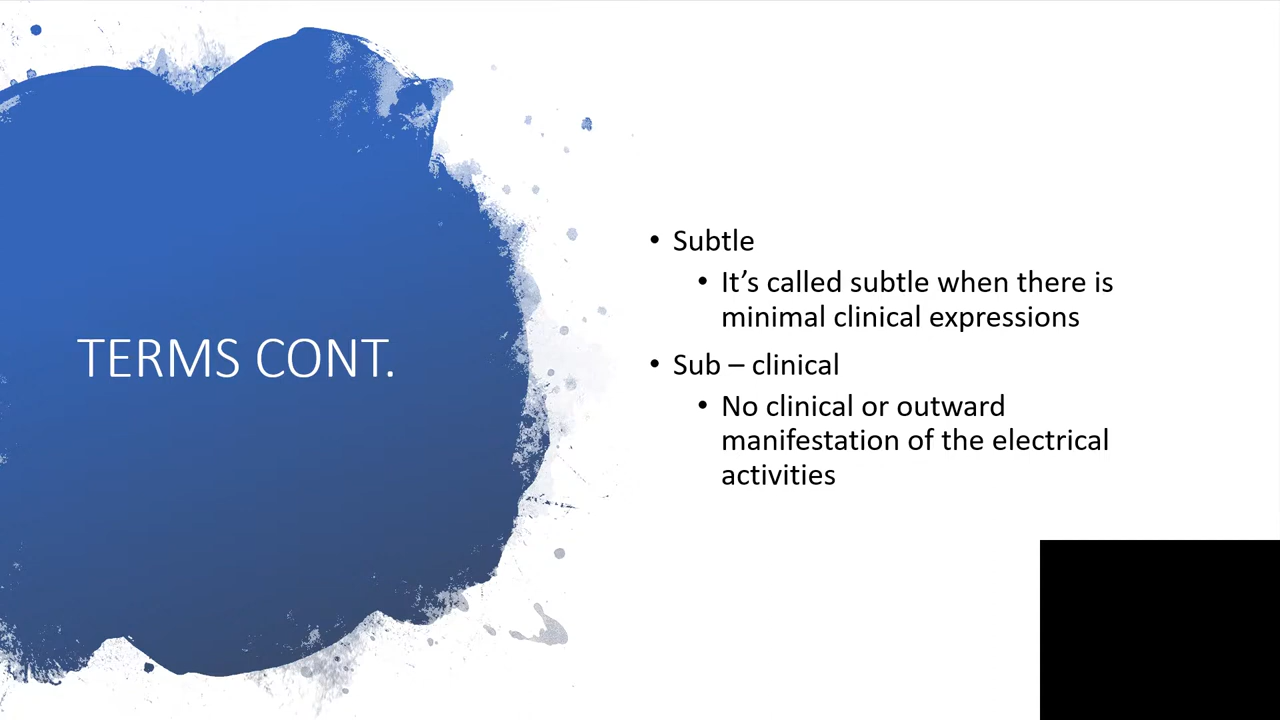 TERMS CONT.
• Subtle
• It’s called subtle when there is
minimal clinical expressions
• Sub – clinical
• No clinical or outward
manifestation of the electrical
activities